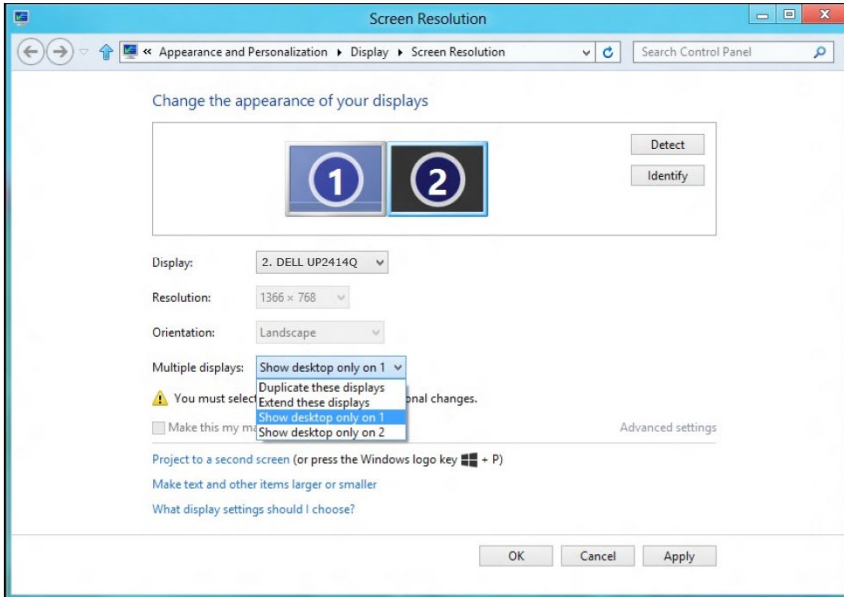 Screen Resolution
« Appearance and Personalization ▸ Display ▸ Screen Resolution
Search Control Panel
Change the appearance of your displays
1
2
Detect
Identify
Display: 2. DELL UP2414Q
Resolution: 1366 × 768
Orientation: Landscape
Multiple displays: Show desktop only on 1
Duplicate these displays
Extend these displays
Show desktop only on 1
Show desktop only on 2
You must select
onal changes.
Make this my ma
Advanced settings
Project to a second screen (or press the Windows logo key + P)
Make text and other items larger or smaller
What display settings should I choose?
OK
Cancel
Apply